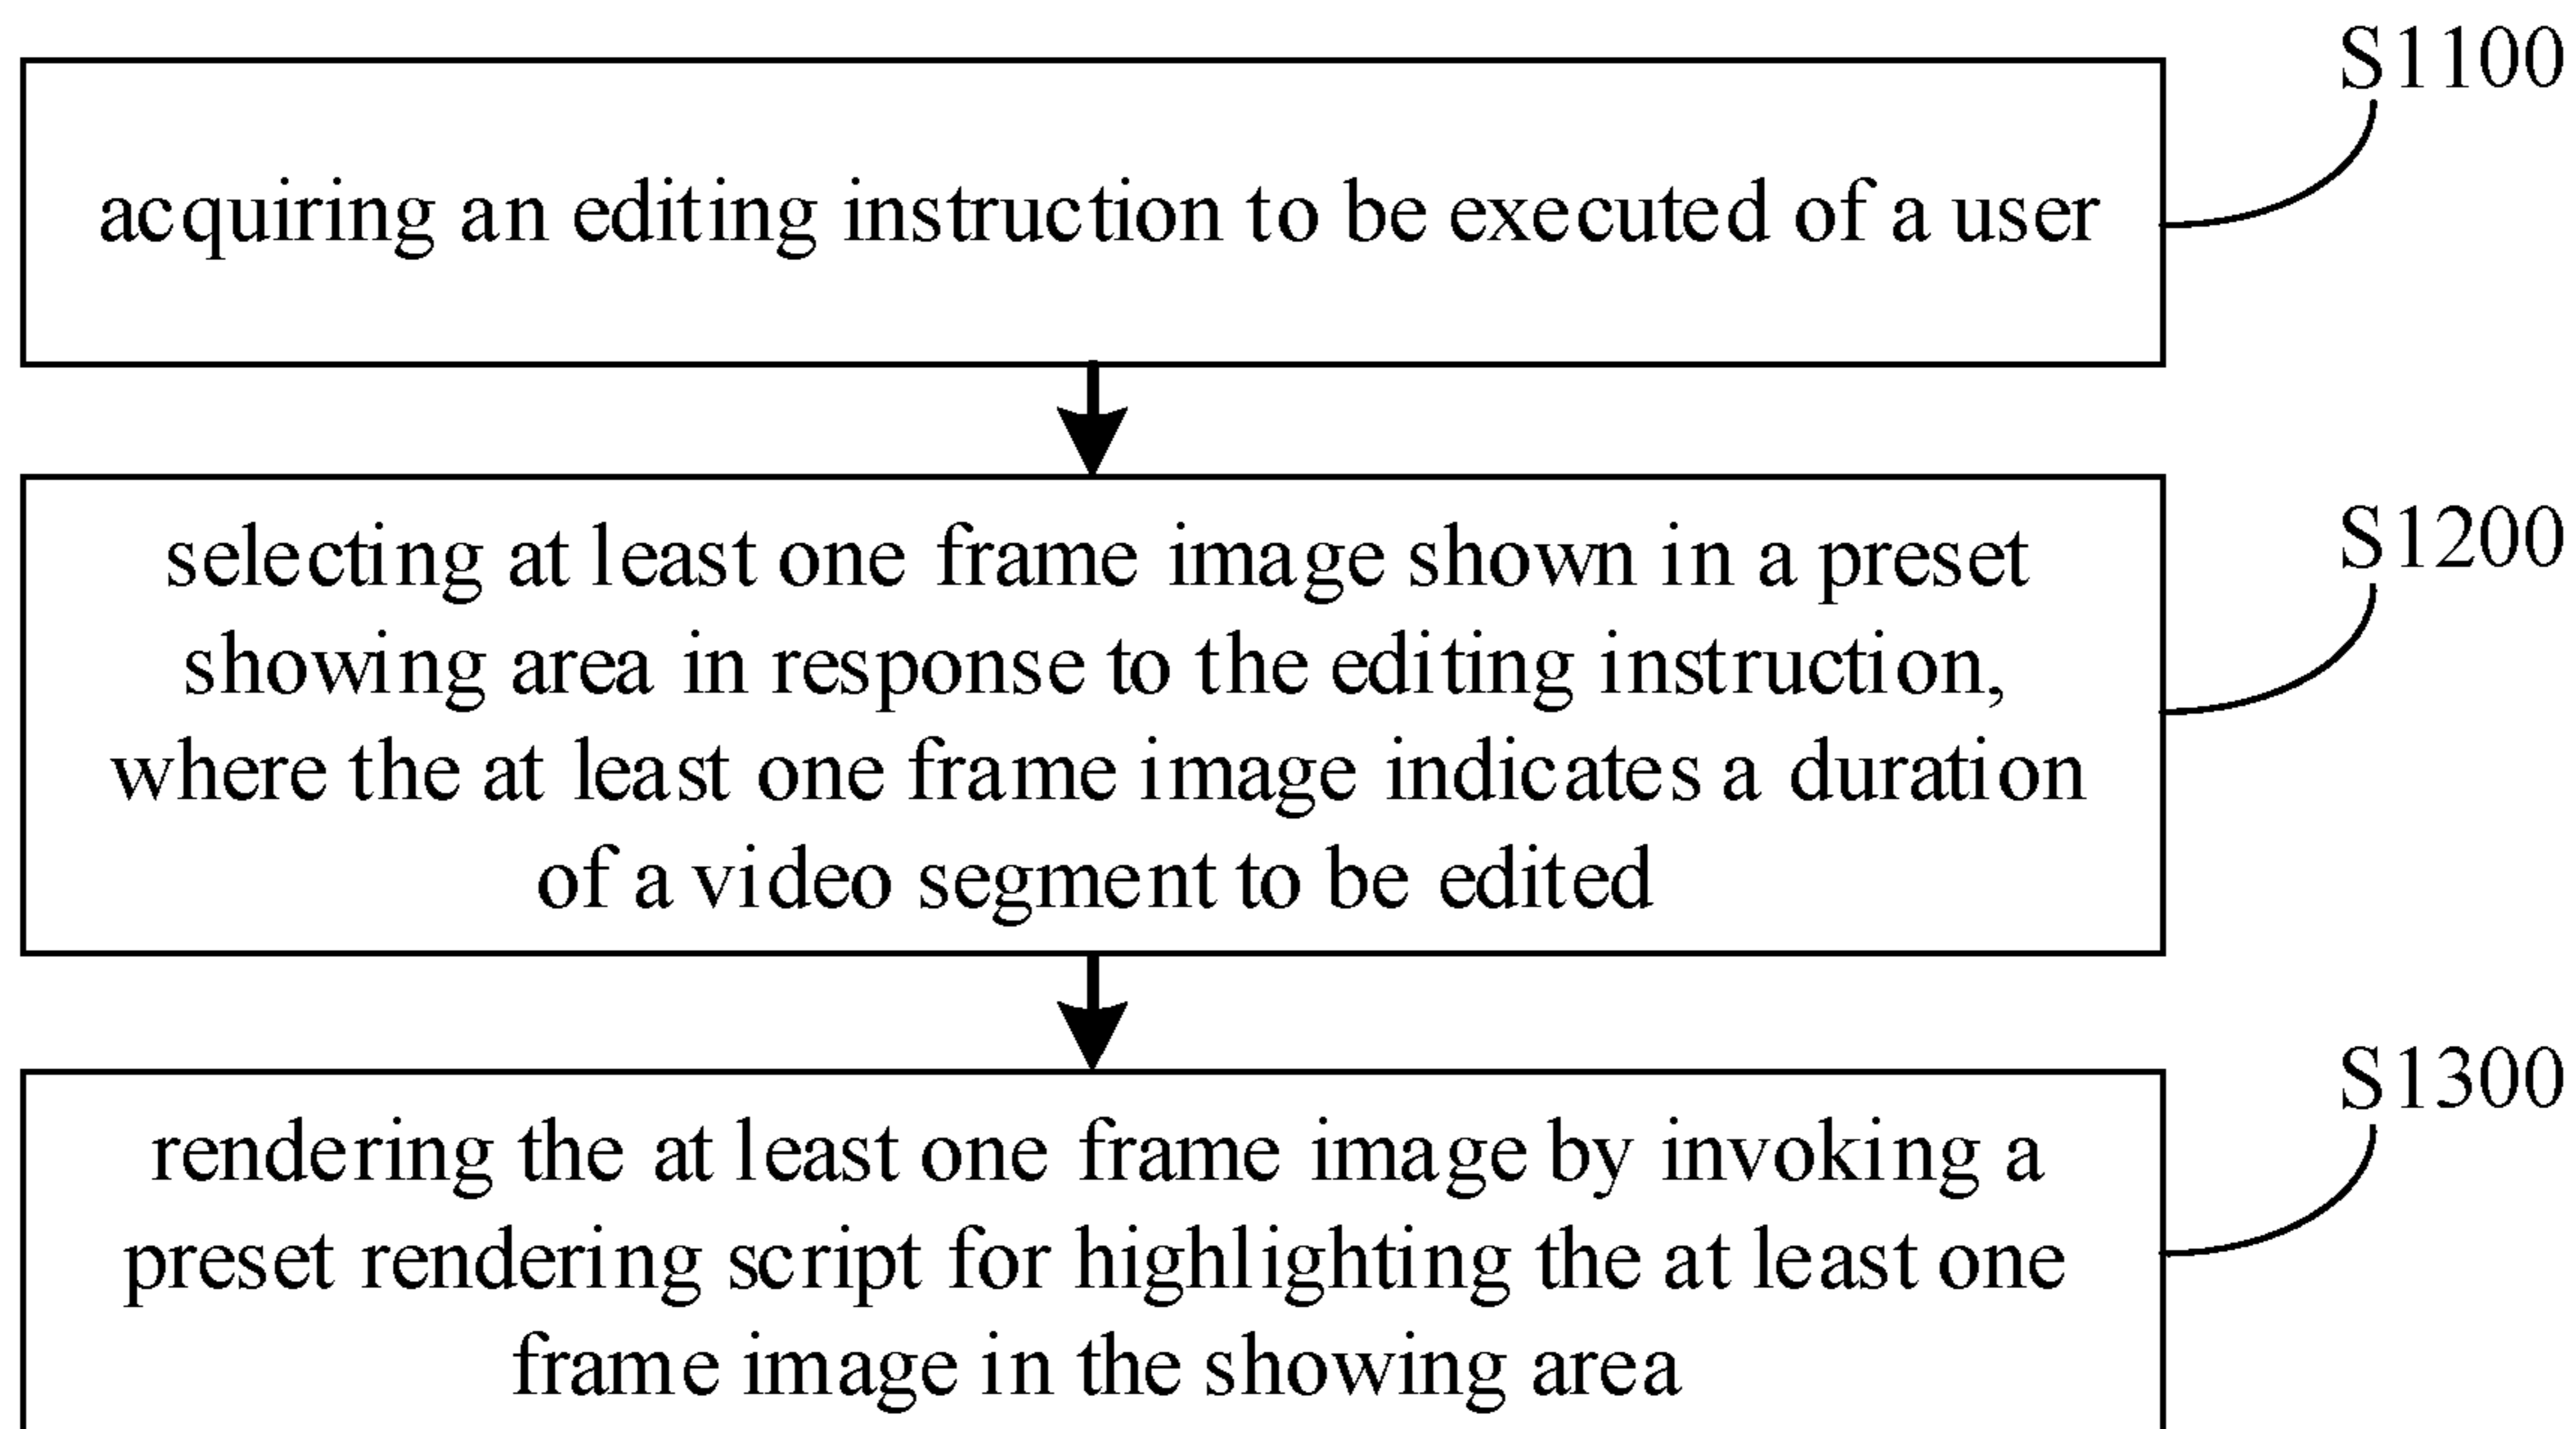 S1100
acquiring an editing instruction to be executed of a user
S1200
selecting at least one frame image shown in a preset
showing area in response to the editing instruction,
where the at least one frame image indicates a duration
of a video segment to be edited
S1300
rendering the at least one frame image by invoking a
preset rendering script for highlighting the at least one
frame image in the showing area